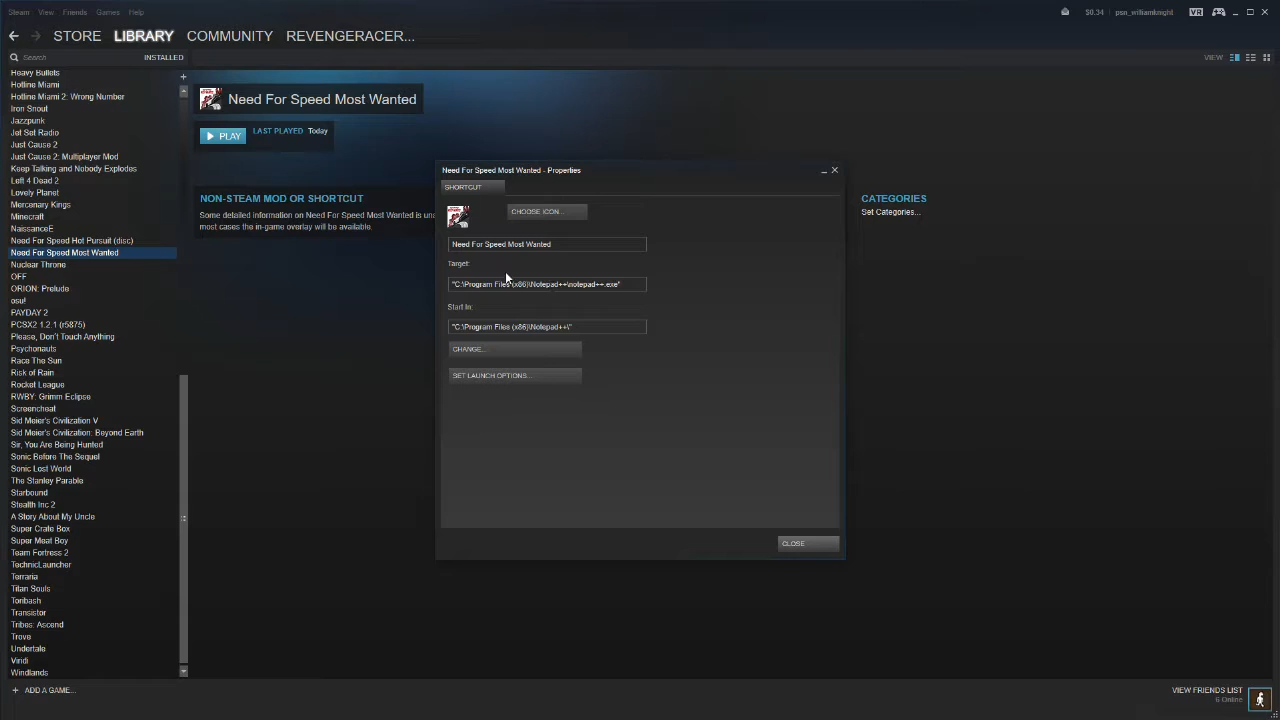 Steam View Friends Games Help
$0.34 psn_williamknight VR
STORE LIBRARY COMMUNITY REVENGERACER...
Search INSTALLED
VIEW
Heavy Bullets
Hotline Miami
Hotline Miami 2: Wrong Number
Iron Snout
Jazzpunk
Jet Set Radio
Just Cause 2
Just Cause 2: Multiplayer Mod
Keep Talking and Nobody Explodes
Left 4 Dead 2
Lovely Planet
Mercenary Kings
Minecraft
NaissanceE
Need For Speed Hot Pursuit (disc)
Need For Speed Most Wanted
Nuclear Throne
OFF
ORION: Prelude
osu!
PAYDAY 2
PCSX2 1.2.1 (r5875)
Please, Don't Touch Anything
Psychonauts
Race The Sun
Risk of Rain
Rocket League
RWBY: Grimm Eclipse
Screencheat
Sid Meier's Civilization V
Sid Meier's Civilization: Beyond Earth
Sir, You Are Being Hunted
Sonic Before The Sequel
Sonic Lost World
The Stanley Parable
Starbound
Stealth Inc 2
A Story About My Uncle
Super Crate Box
Super Meat Boy
Team Fortress 2
TechnicLauncher
Terraria
Titan Souls
Toribash
Transistor
Tribes: Ascend
Trove
Undertale
Viridi
Windlands
+ ADD A GAME...
Need For Speed Most Wanted
PLAY
LAST PLAYED Today
NON-STEAM MOD OR SHORTCUT
Some detailed information on Need For Speed Most Wanted is una
most cases the in-game overlay will be available.
Need For Speed Most Wanted - Properties
SHORTCUT
CHOOSE ICON...
Need For Speed Most Wanted
Target:
"C:\Program Files (x86)\Notepad++\notepad++.exe"
Start In:
"C:\Program Files (x86)\Notepad++\"
CHANGE...
SET LAUNCH OPTIONS...
CLOSE
CATEGORIES
Set Categories...
VIEW FRIENDS LIST
6 Online